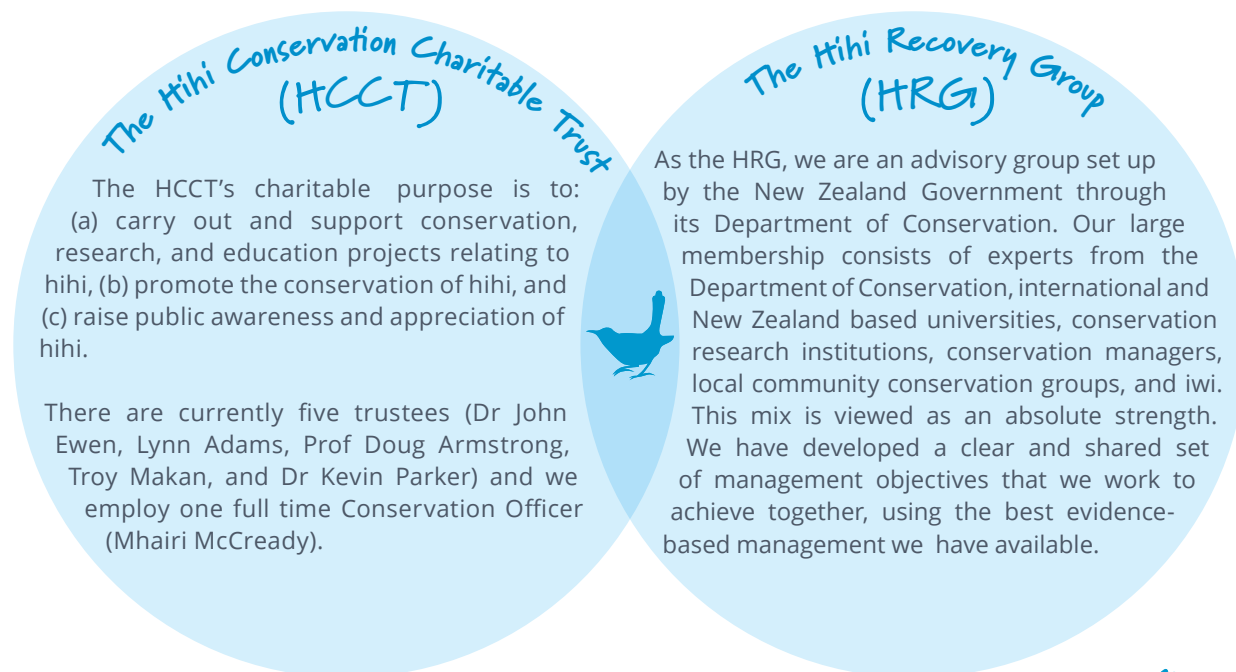 The Hihi Conservation Charitable Trust
(HCCT)
The HCCT's charitable purpose is to:
(a) carry out and support conservation,
research, and education projects relating to
hihi, (b) promote the conservation of hihi, and
(c) raise public awareness and appreciation of
hihi.
There are currently five trustees (Dr John
Ewen, Lynn Adams, Prof Doug Armstrong,
Troy Makan, and Dr Kevin Parker) and we
employ one full time Conservation Officer
(Mhairi McCready).
The Hihi Recovery Group
(HRG)
As the HRG, we are an advisory group set up
by the New Zealand Government through
its Department of Conservation. Our large
membership consists of experts from the
Department of Conservation, international and
New Zealand based universities, conservation
research institutions, conservation managers,
local community conservation groups, and iwi.
This mix is viewed as an absolute strength.
We have developed a clear and shared set
of management objectives that we work to
achieve together, using the best evidence-
based management we have available.